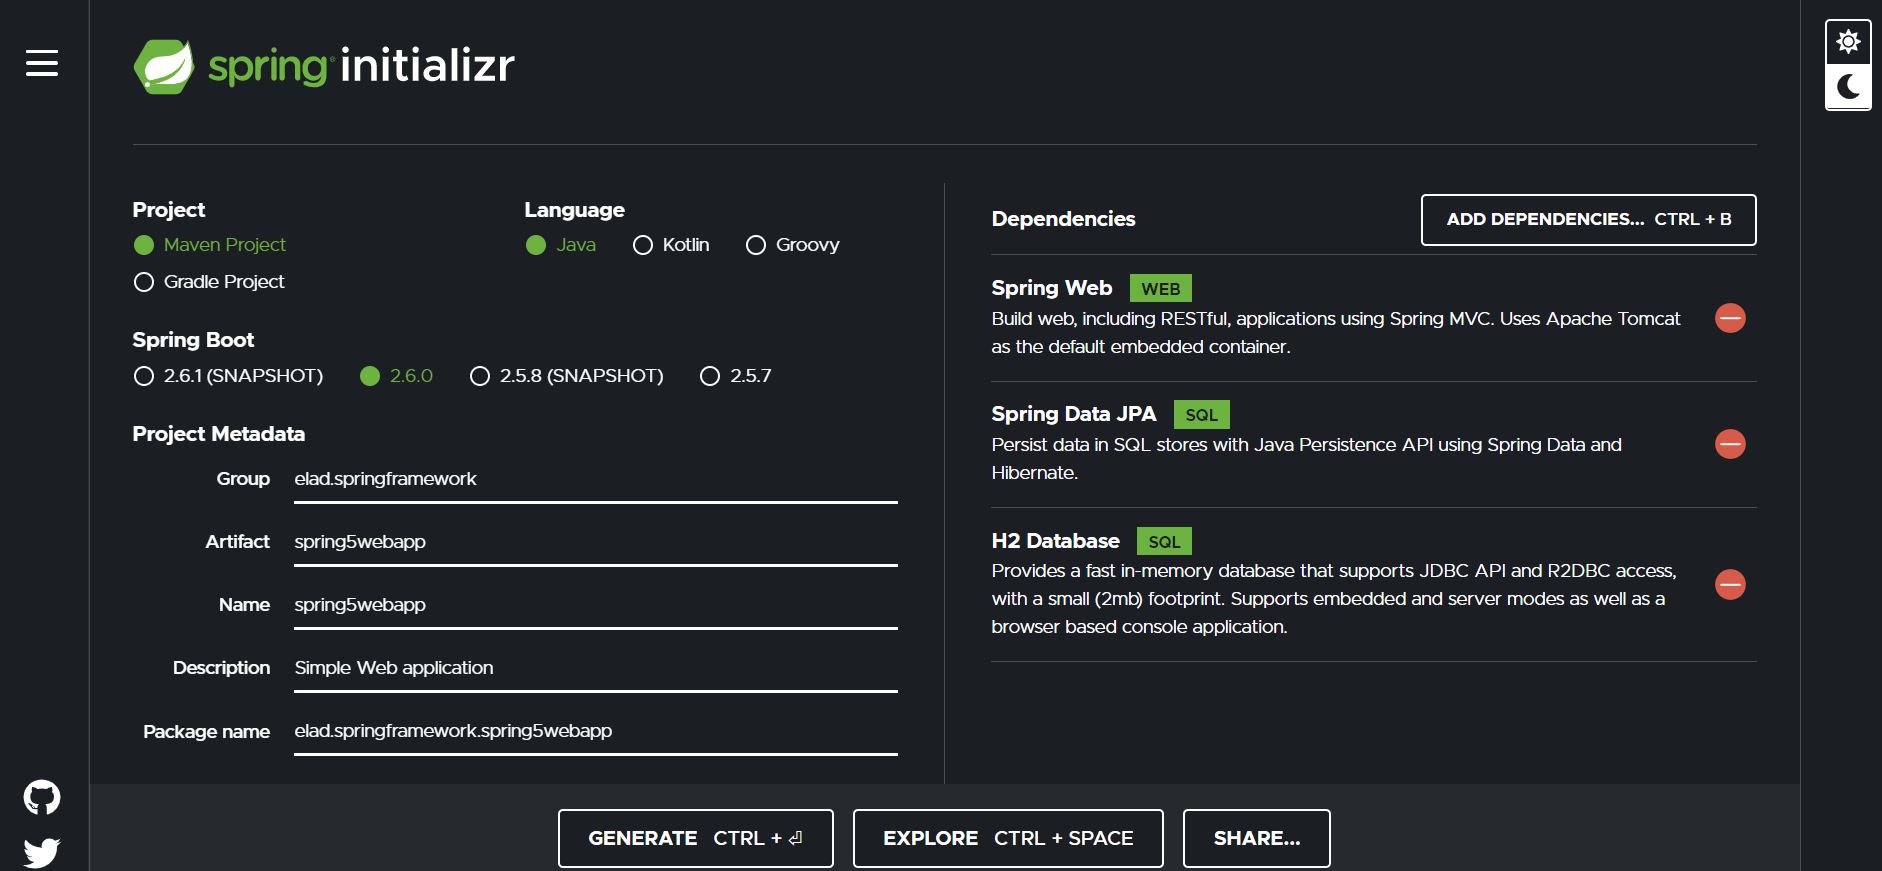 spring initializr
Project
Maven Project
Gradle Project
Language
Java Kotlin Groovy
Spring Boot
2.6.1 (SNAPSHOT) 2.6.0 2.5.8 (SNAPSHOT) 2.5.7
Project Metadata
Group elad.springframework
Artifact spring5webapp
Name spring5webapp
Description Simple Web application
Package name elad.springframework.spring5webapp
Dependencies
ADD DEPENDENCIES... CTRL + B
Spring Web WEB
Build web, including RESTful, applications using Spring MVC. Uses Apache Tomcat
as the default embedded container.
Spring Data JPA SQL
Persist data in SQL stores with Java Persistence API using Spring Data and
Hibernate.
H2 Database SQL
Provides a fast in-memory database that supports JDBC API and R2DBC access,
with a small (2mb) footprint. Supports embedded and server modes as well as a
browser based console application.
GENERATE CTRL + ⏎
EXPLORE CTRL + SPACE
SHARE...